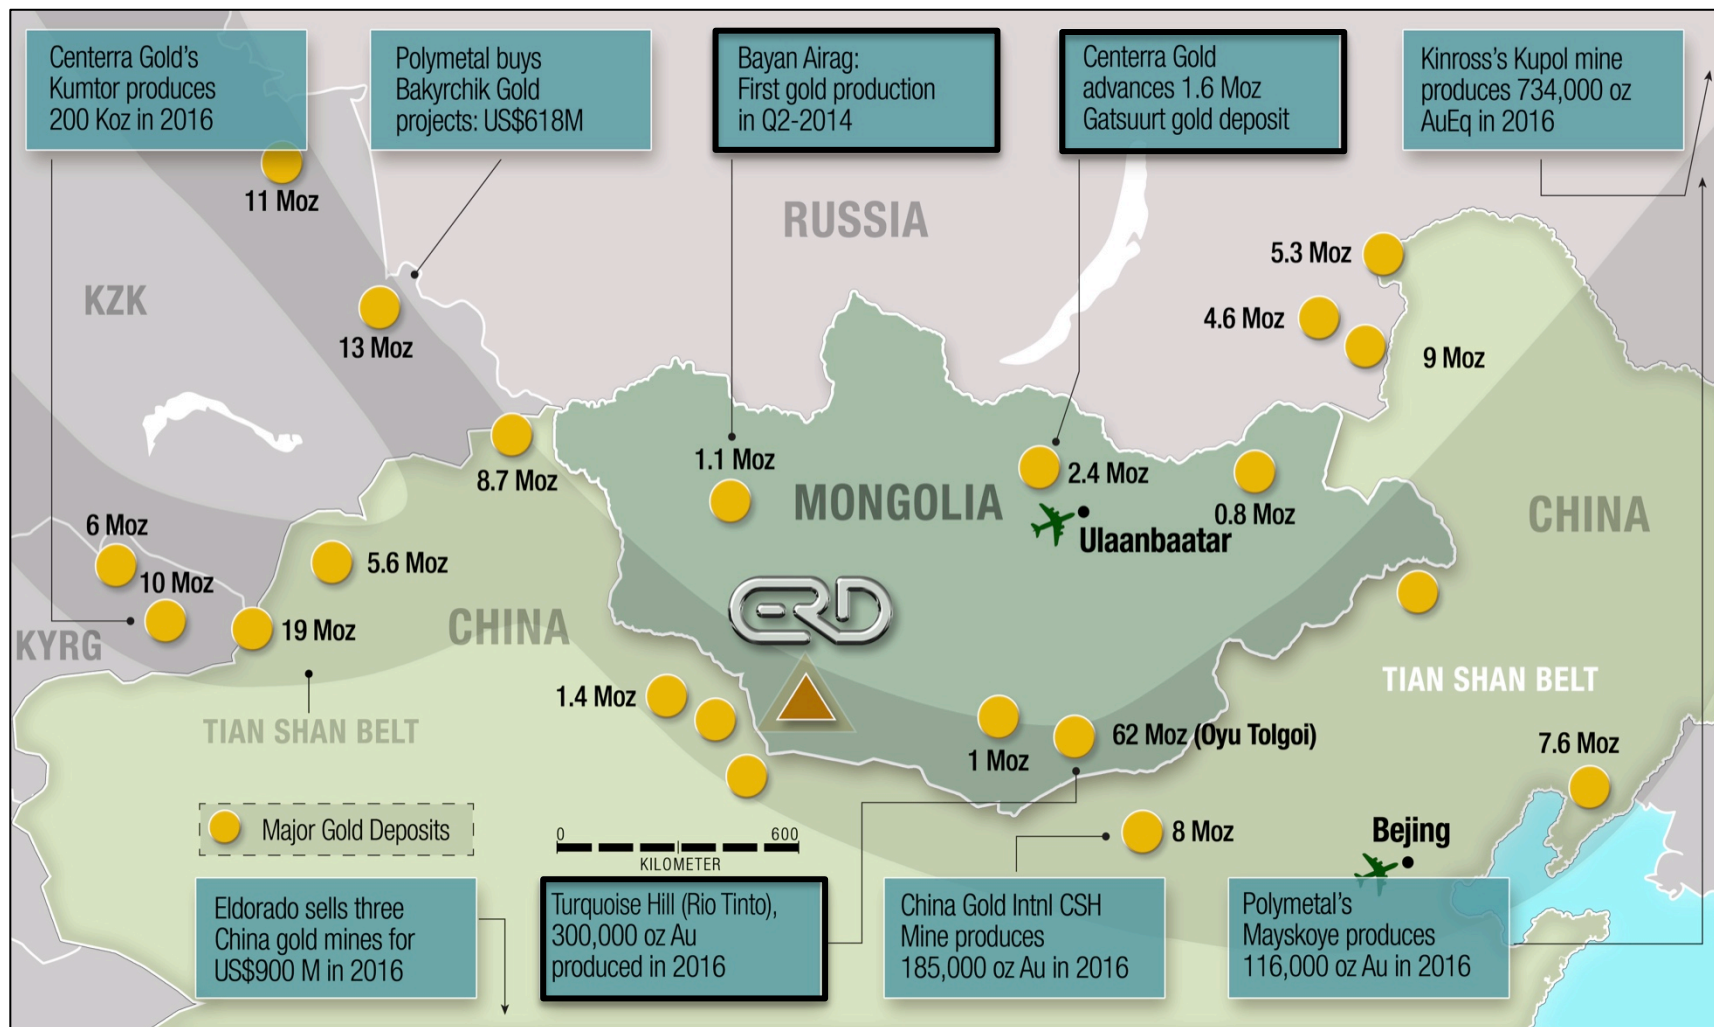 Centerra Gold's
Kumtor produces
200 Koz in 2016
Polymetal buys
Bakyrchik Gold
projects: US$618M
Bayan Airag:
First gold production
in Q2-2014
Centerra Gold
advances 1.6 Moz
Gatsuurt gold deposit
Kinross's Kupol mine
produces 734,000 oz
AuEq in 2016
11 Moz
RUSSIA
5.3 Moz
KZK
4.6 Moz
13 Moz
9 Moz
1.1 Moz
2.4 Moz
8.7 Moz
MONGOLIA
0.8 Moz
CHINA
6 Moz
Ulaanbaatar
5.6 Moz
10 Moz
ERD
19 Moz
CHINA
KYRG
TIAN SHAN BELT
1.4 Moz
TIAN SHAN BELT
62 Moz (Oyu Tolgoi)
1 Moz
7.6 Moz
Major Gold Deposits
0 600
KILOMETER
8 Moz
Bejing
Eldorado sells three
China gold mines for
US$900 M in 2016
Turquoise Hill (Rio Tinto),
300,000 oz Au
produced in 2016
China Gold Intnl CSH
Mine produces
185,000 oz Au in 2016
Polymetal's
Mayskoye produces
116,000 oz Au in 2016